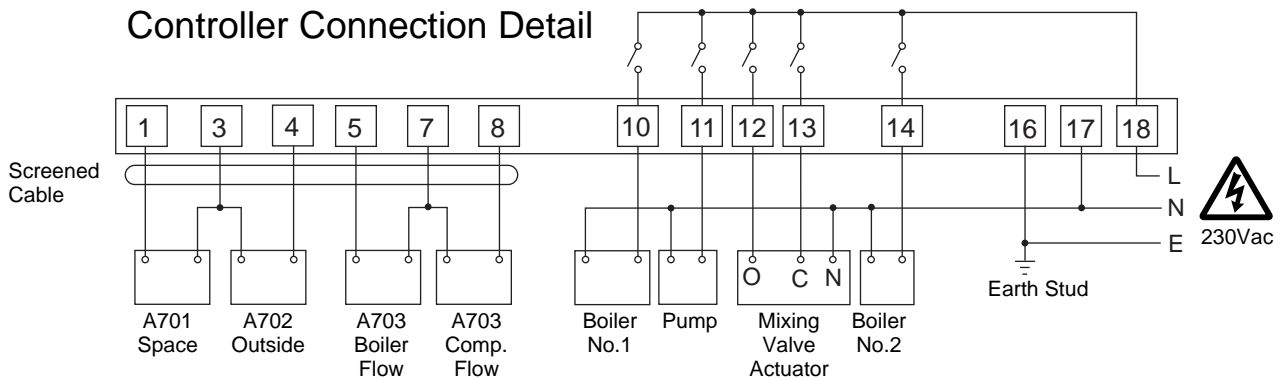 Controller Connection Detail
1 3 4 5 7 8 10 11 12 13 14 16 17 18
Screened
Cable
L
N
E
230Vac
O C N
Earth Stud
A701
Space
A702
Outside
A703
Boiler
Flow
A703
Comp.
Flow
Boiler
No.1
Pump
Mixing
Valve
Actuator
Boiler
No.2